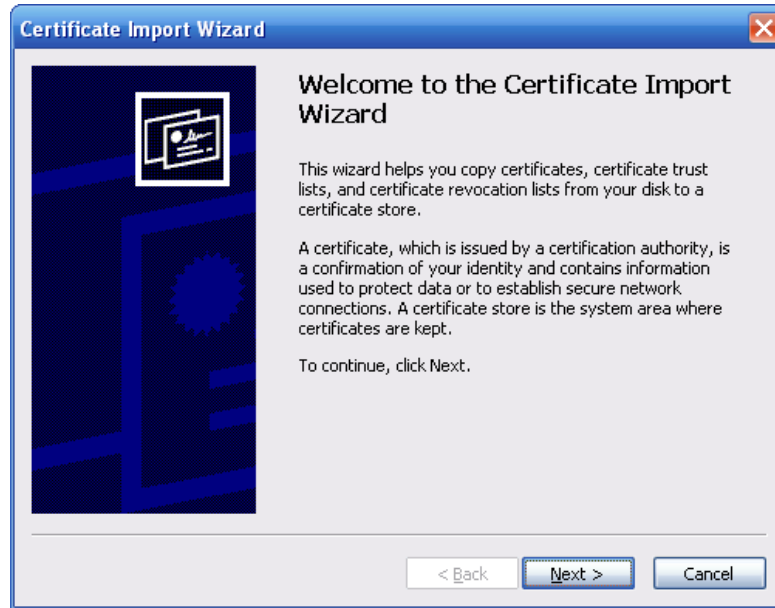 Certificate Import Wizard
Welcome to the Certificate Import
Wizard
This wizard helps you copy certificates, certificate trust
lists, and certificate revocation lists from your disk to a
certificate store.
A certificate, which is issued by a certification authority, is
a confirmation of your identity and contains information
used to protect data or to establish secure network
connections. A certificate store is the system area where
certificates are kept.
To continue, click Next.
< Back Next > Cancel